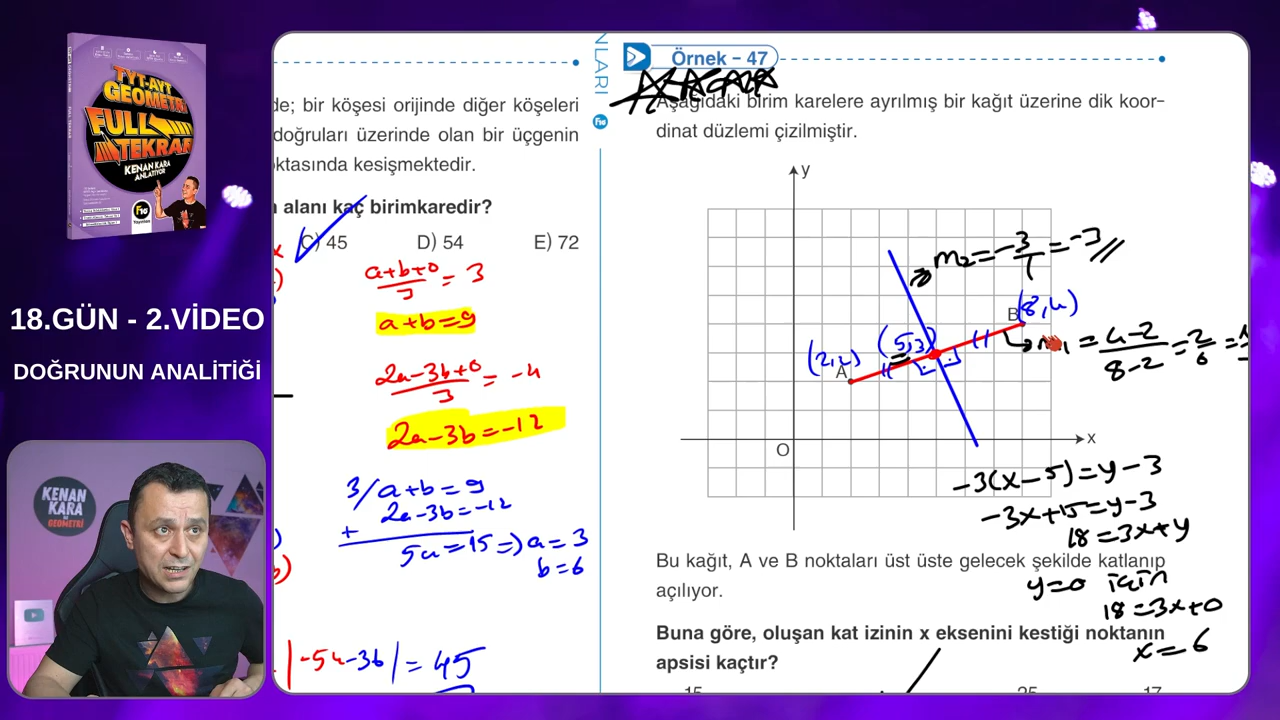 TYT-AYT
GEOMETRİ
FULL
TEKRAR
KENAN KARA
ANLATIYOR
18.GÜN - 2.VİDEO
DOĞRUNUN ANALİTİĞİ
KENAN
KARA
GEOMETRİ
de; bir köşesi orijinde diğer köşeleri
doğruları üzerinde olan bir üçgenin
ktasında kesişmektedir.
alanı kaç birimkaredir?
C) 45 D) 54 E) 72
a+b+0/3 = 3
a+b=9
2a-3b+0/3 = -4
2a-3b=-12
3/ a+b=9
+ 2a-3b=-12
5a=15 => a=3
b=6
|-5a-3b| = 45
NLARI
Örnek – 47
Aşağıdaki birim karelere ayrılmış bir kağıt üzerine dik koor-
dinat düzlemi çizilmiştir.
y
m2=-3/1=-3//
B (8,4)
(5,3)
m1=4-2/8-2=2/6=
(2,2)
A
O
x
-3(x-5)=y-3
-3x+15=y-3
18=3x+y
Bu kağıt, A ve B noktaları üst üste gelecek şekilde katlanıp
açılıyor.
y=0 için
18=3x+0
x=6
Buna göre, oluşan kat izinin x eksenini kestiği noktanın
apsisi kaçtır?
15 25 17